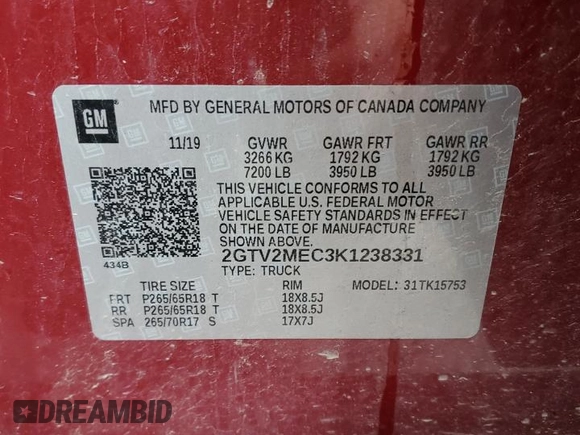 GM
MFD BY GENERAL MOTORS OF CANADA COMPANY
11/19 GVWR GAWR FRT GAWR RR
3266 KG 1792 KG 1792 KG
7200 LB 3950 LB 3950 LB
THIS VEHICLE CONFORMS TO ALL
APPLICABLE U.S. FEDERAL MOTOR
VEHICLE SAFETY STANDARDS IN EFFECT
ON THE DATE OF MANUFACTURE
SHOWN ABOVE.
434B
2GTV2MEC3K1238331
TYPE: TRUCK
TIRE SIZE RIM MODEL: 31TK15753
FRT P265/65R18 T 18X8.5J
RR P265/65R18 T 18X8.5J
SPA 265/70R17 S 17X7J
DREAMBID